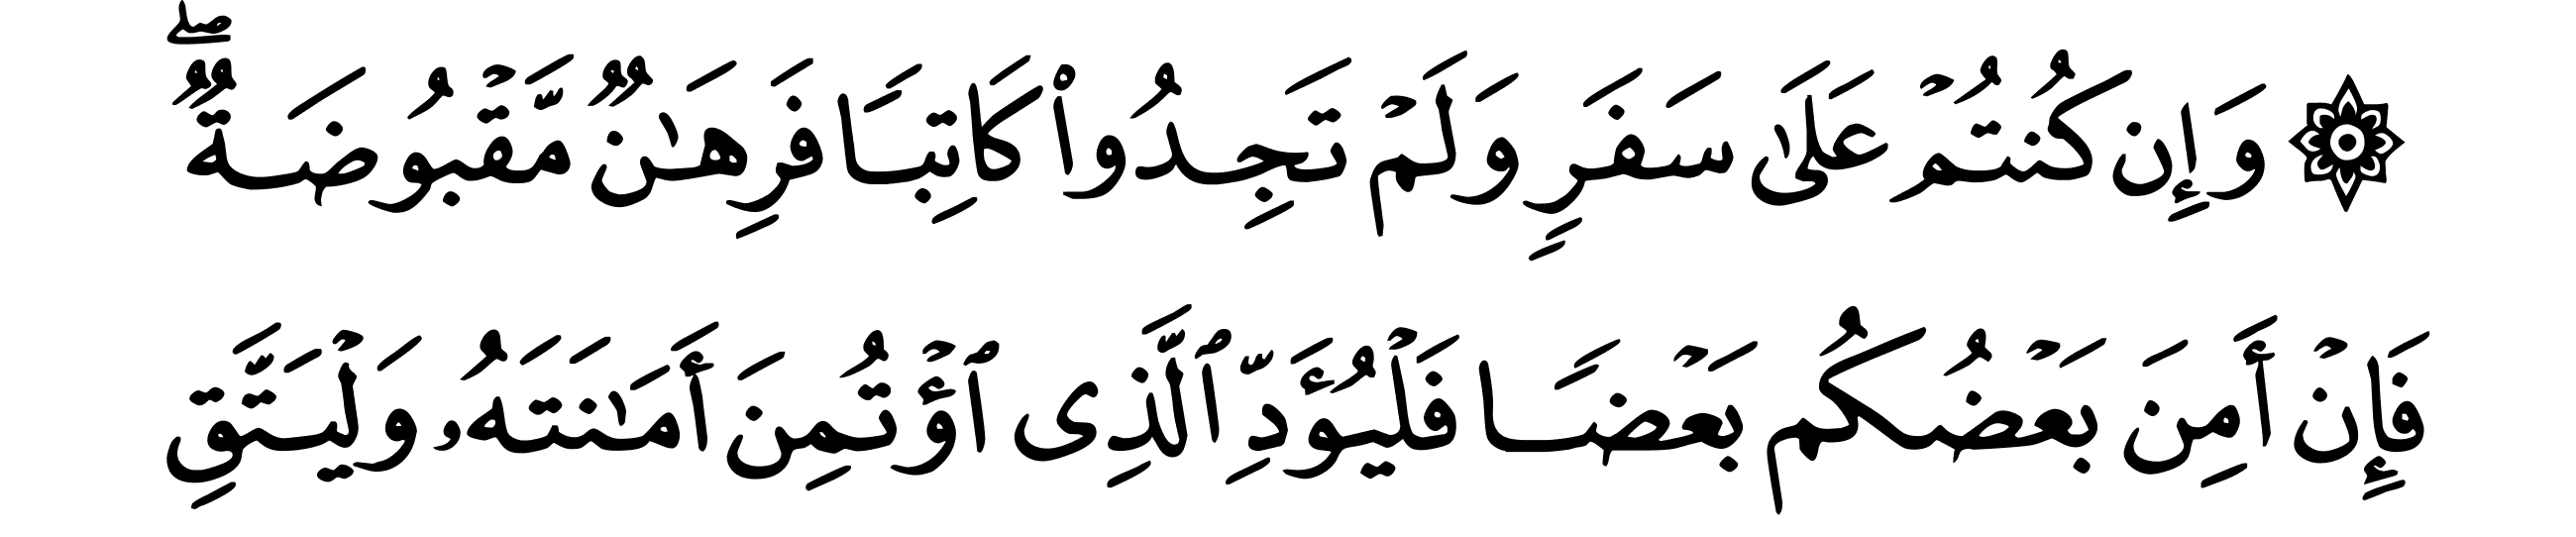 ۞ وَإِن كُنتُمْ عَلَىٰ سَفَرٍ وَلَمْ تَجِدُوا۟ كَاتِبًا فَرِهَـٰنٌ مَّقْبُوضَةٌ ۖ
فَإِنْ أَمِنَ بَعْضُكُم بَعْضًا فَلْيُؤَدِّ ٱلَّذِى ٱؤْتُمِنَ أَمَـٰنَتَهُۥ وَلْيَتَّقِ